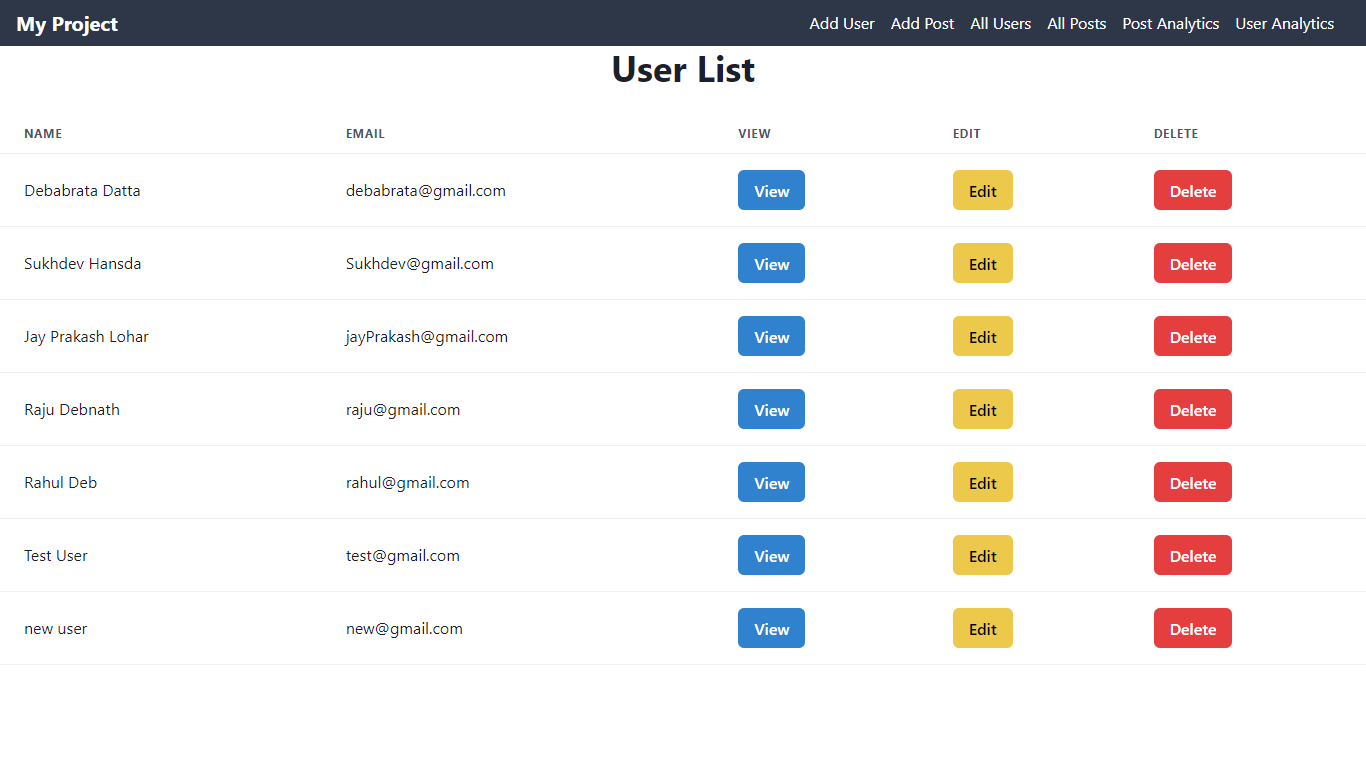 My Project Add User Add Post All Users All Posts Post Analytics User Analytics
User List
NAME EMAIL VIEW EDIT DELETE
Debabrata Datta debabrata@gmail.com View Edit Delete
Sukhdev Hansda Sukhdev@gmail.com View Edit Delete
Jay Prakash Lohar jayPrakash@gmail.com View Edit Delete
Raju Debnath raju@gmail.com View Edit Delete
Rahul Deb rahul@gmail.com View Edit Delete
Test User test@gmail.com View Edit Delete
new user new@gmail.com View Edit Delete